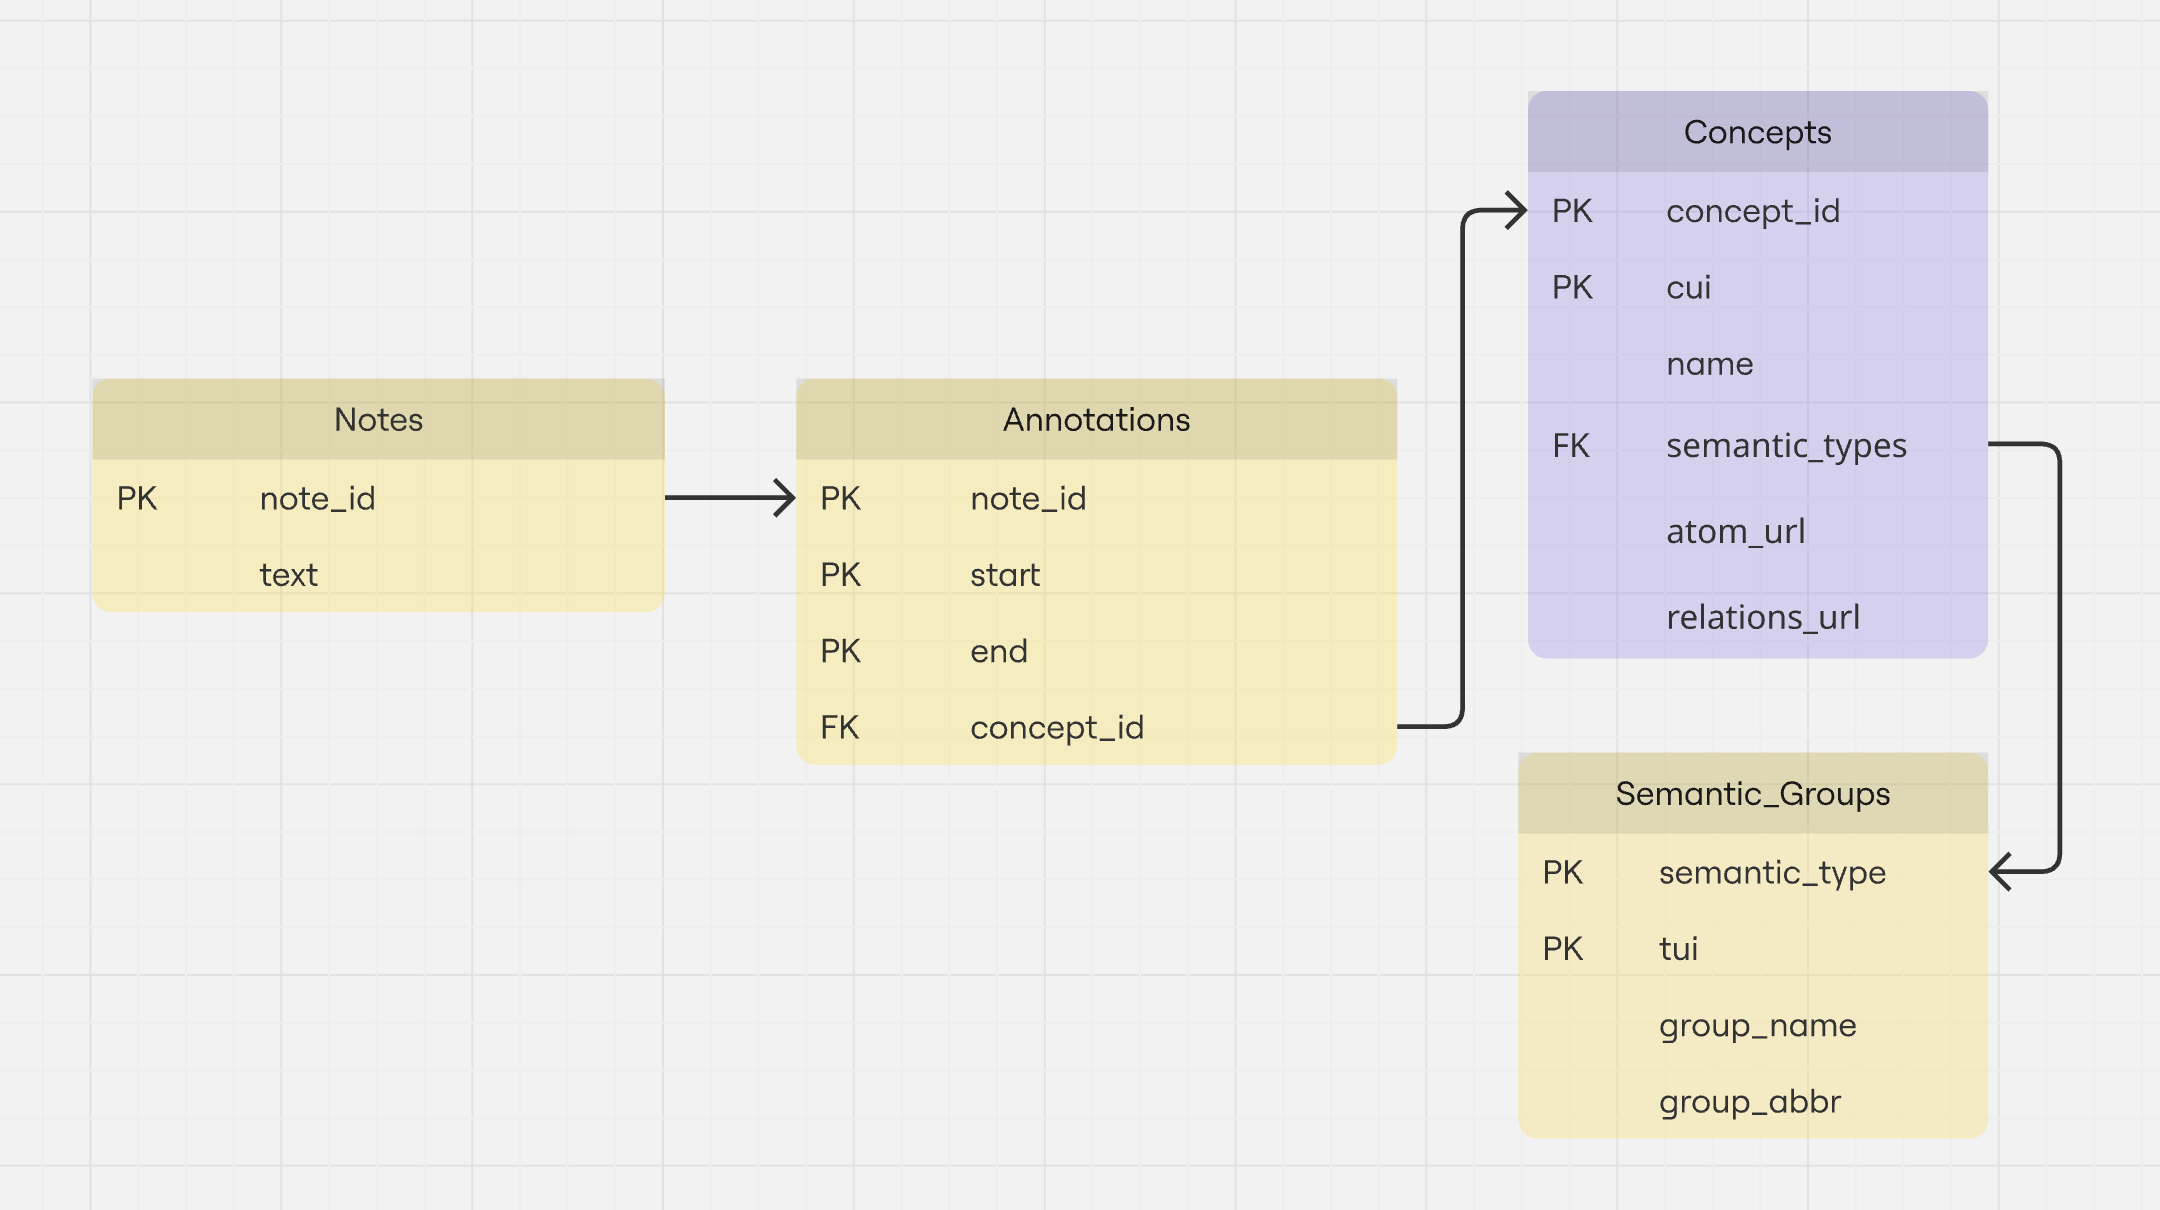 Notes
PK note_id
text
Annotations
PK note_id
PK start
PK end
FK concept_id
Concepts
PK concept_id
PK cui
name
FK semantic_types
atom_url
relations_url
Semantic_Groups
PK semantic_type
PK tui
group_name
group_abbr